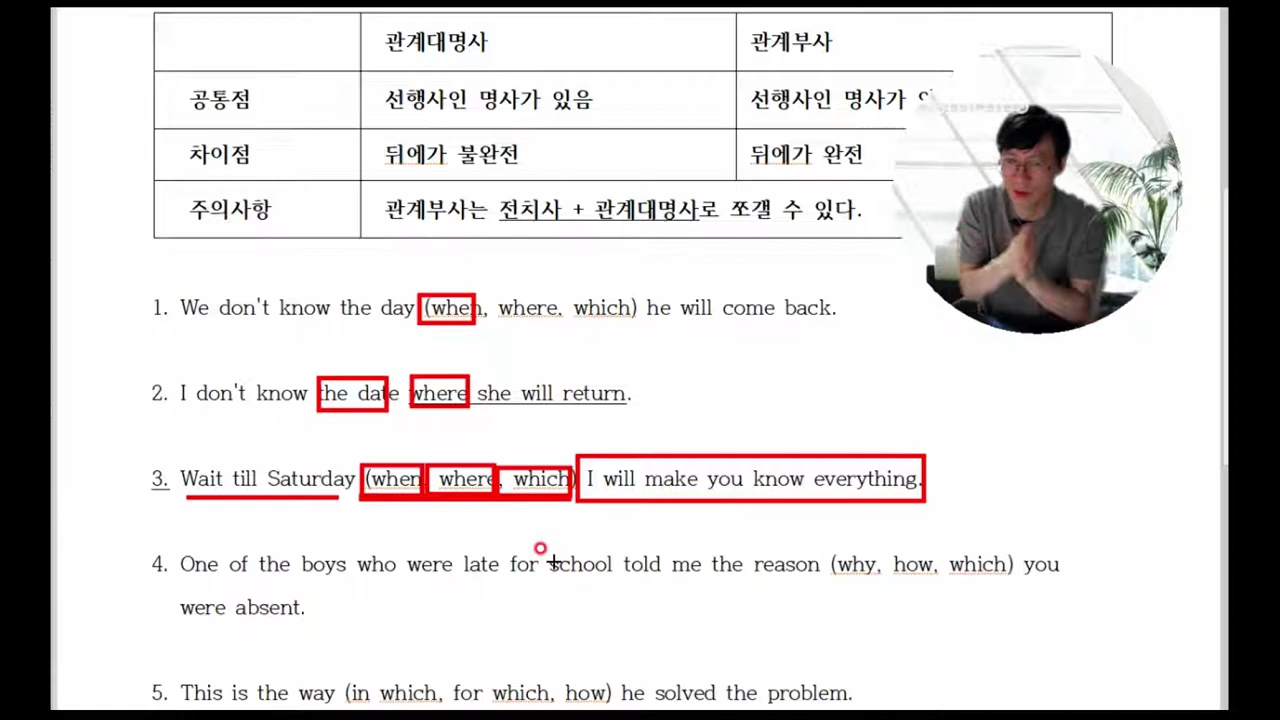 관계대명사 관계부사
공통점 선행사인 명사가 있음 선행사인 명사가
차이점 뒤에가 불완전 뒤에가 완전
주의사항 관계부사는 전치사 + 관계대명사로 쪼갤 수 있다.
1. We don't know the day (when, where, which) he will come back.
2. I don't know the date where she will return.
3. Wait till Saturday (when, where, which) I will make you know everything.
4. One of the boys who were late for school told me the reason (why, how, which) you
were absent.
5. This is the way (in which, for which, how) he solved the problem.